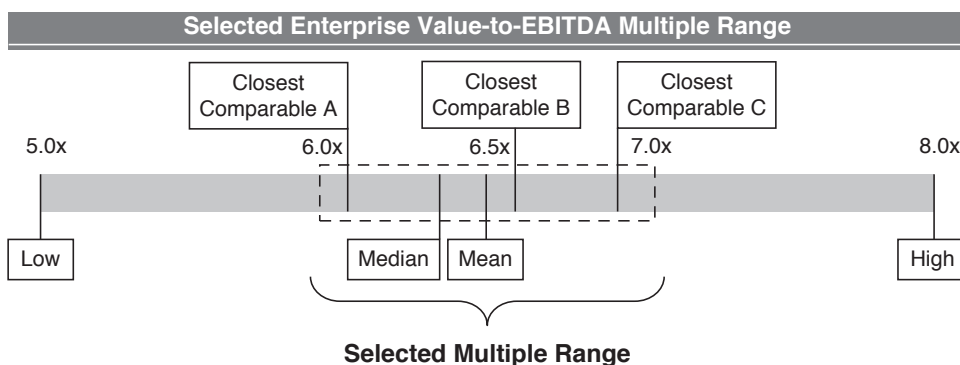 Selected Enterprise Value-to-EBITDA Multiple Range
Closest
Comparable A
Closest
Comparable B
Closest
Comparable C
5.0x
6.0x
6.5x
7.0x
8.0x
Low
Median
Mean
High
Selected Multiple Range